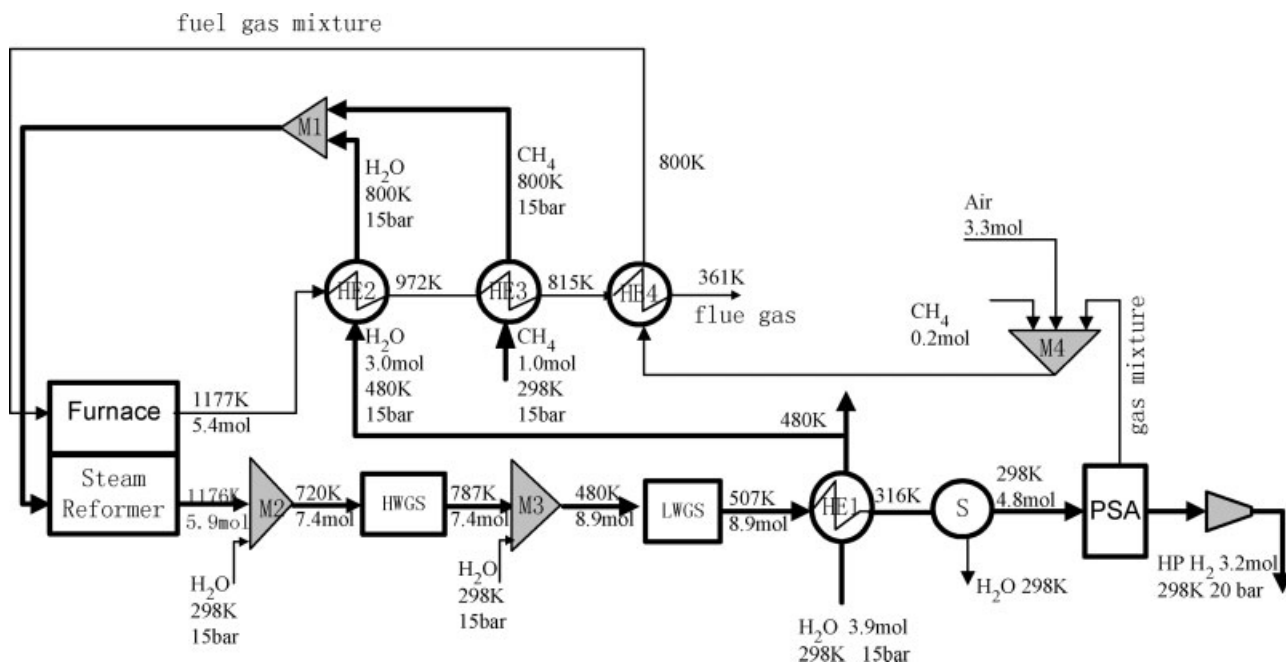 fuel gas mixture
M1
H2O
800K
15bar
CH4
800K
15bar
800K
Air
3.3mol
CH4
0.2mol
M4
gas mixture
HE2
972K
HE3
815K
HE4
361K
flue gas
H2O
3.0mol
480K
15bar
CH4
1.0mol
298K
15bar
Furnace
1177K
5.4mol
Steam
Reformer
1176K
5.9mol
M2
720K
7.4mol
HWGS
787K
7.4mol
M3
480K
8.9mol
LWGS
507K
8.9mol
480K
HE1
316K
S
298K
4.8mol
PSA
H2O
298K
15bar
H2O
298K
15bar
H2O 3.9mol
298K 15bar
H2O 298K
HP H2 3.2mol
298K 20 bar